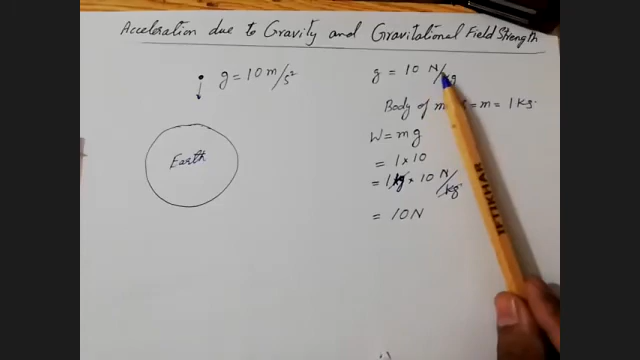 Acceleration due to Gravity and Gravitational Field Strength
g = 10 m/s²
Earth
g = 10 N/kg
Body of = m = 1 Kg.
W = mg
= 1 × 10
= 1kg × 10 N/kg
= 10N
IFTIKHAR